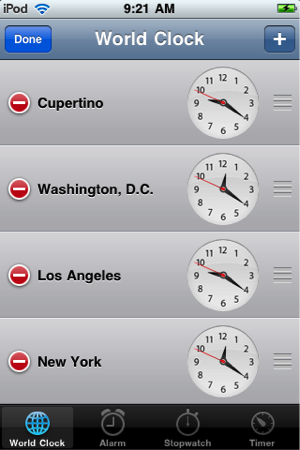 iPod 9:21 AM
Done World Clock +
Cupertino
12 1 2 3 4 5 6 7 8 9 10 11
Washington, D.C.
12 1 2 3 4 5 6 7 8 9 10 11
Los Angeles
12 1 2 3 4 5 6 7 8 9 10 11
New York
12 1 2 3 4 5 6 7 8 9 10 11
World Clock Alarm Stopwatch Timer